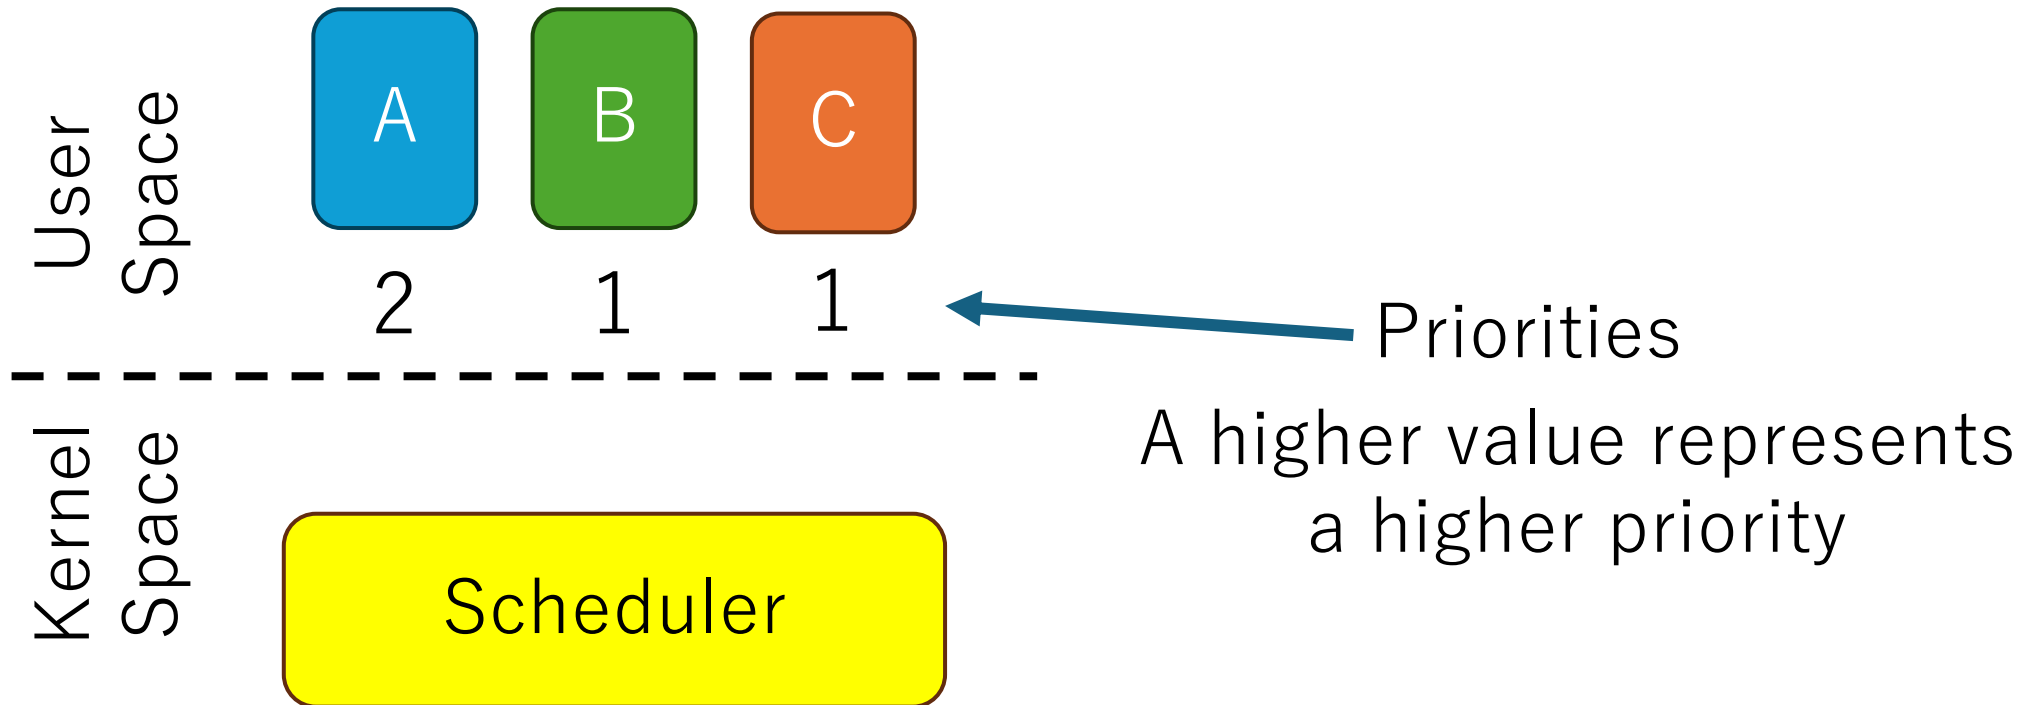 User
Space
A
B
C
2
1
1
Priorities
A higher value represents
a higher priority
Kernel
Space
Scheduler